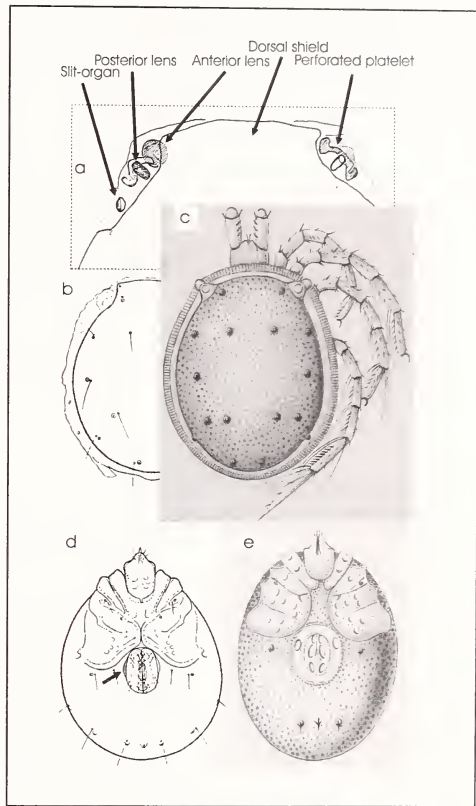 Dorsal shield
Posterior lens Anterior lens Perforated platelet
Slit-organ
a
c
b
d
e